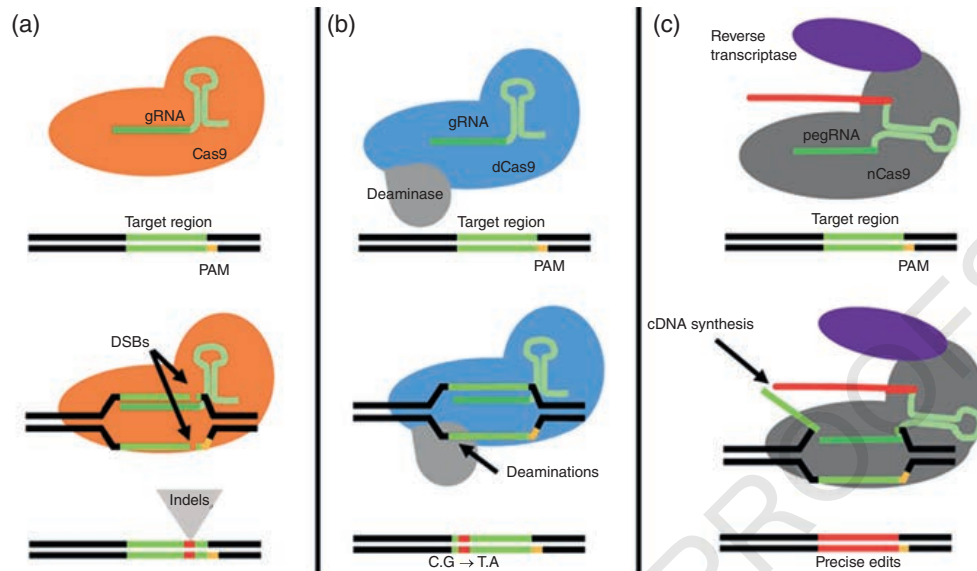 (a)
gRNA
Cas9
Target region
PAM
DSBs
Indels
(b)
gRNA
dCas9
Deaminase
Target region
PAM
Deaminations
C.G → T.A
(c)
Reverse
transcriptase
pegRNA
nCas9
Target region
PAM
cDNA synthesis
Precise edits
PROOFS